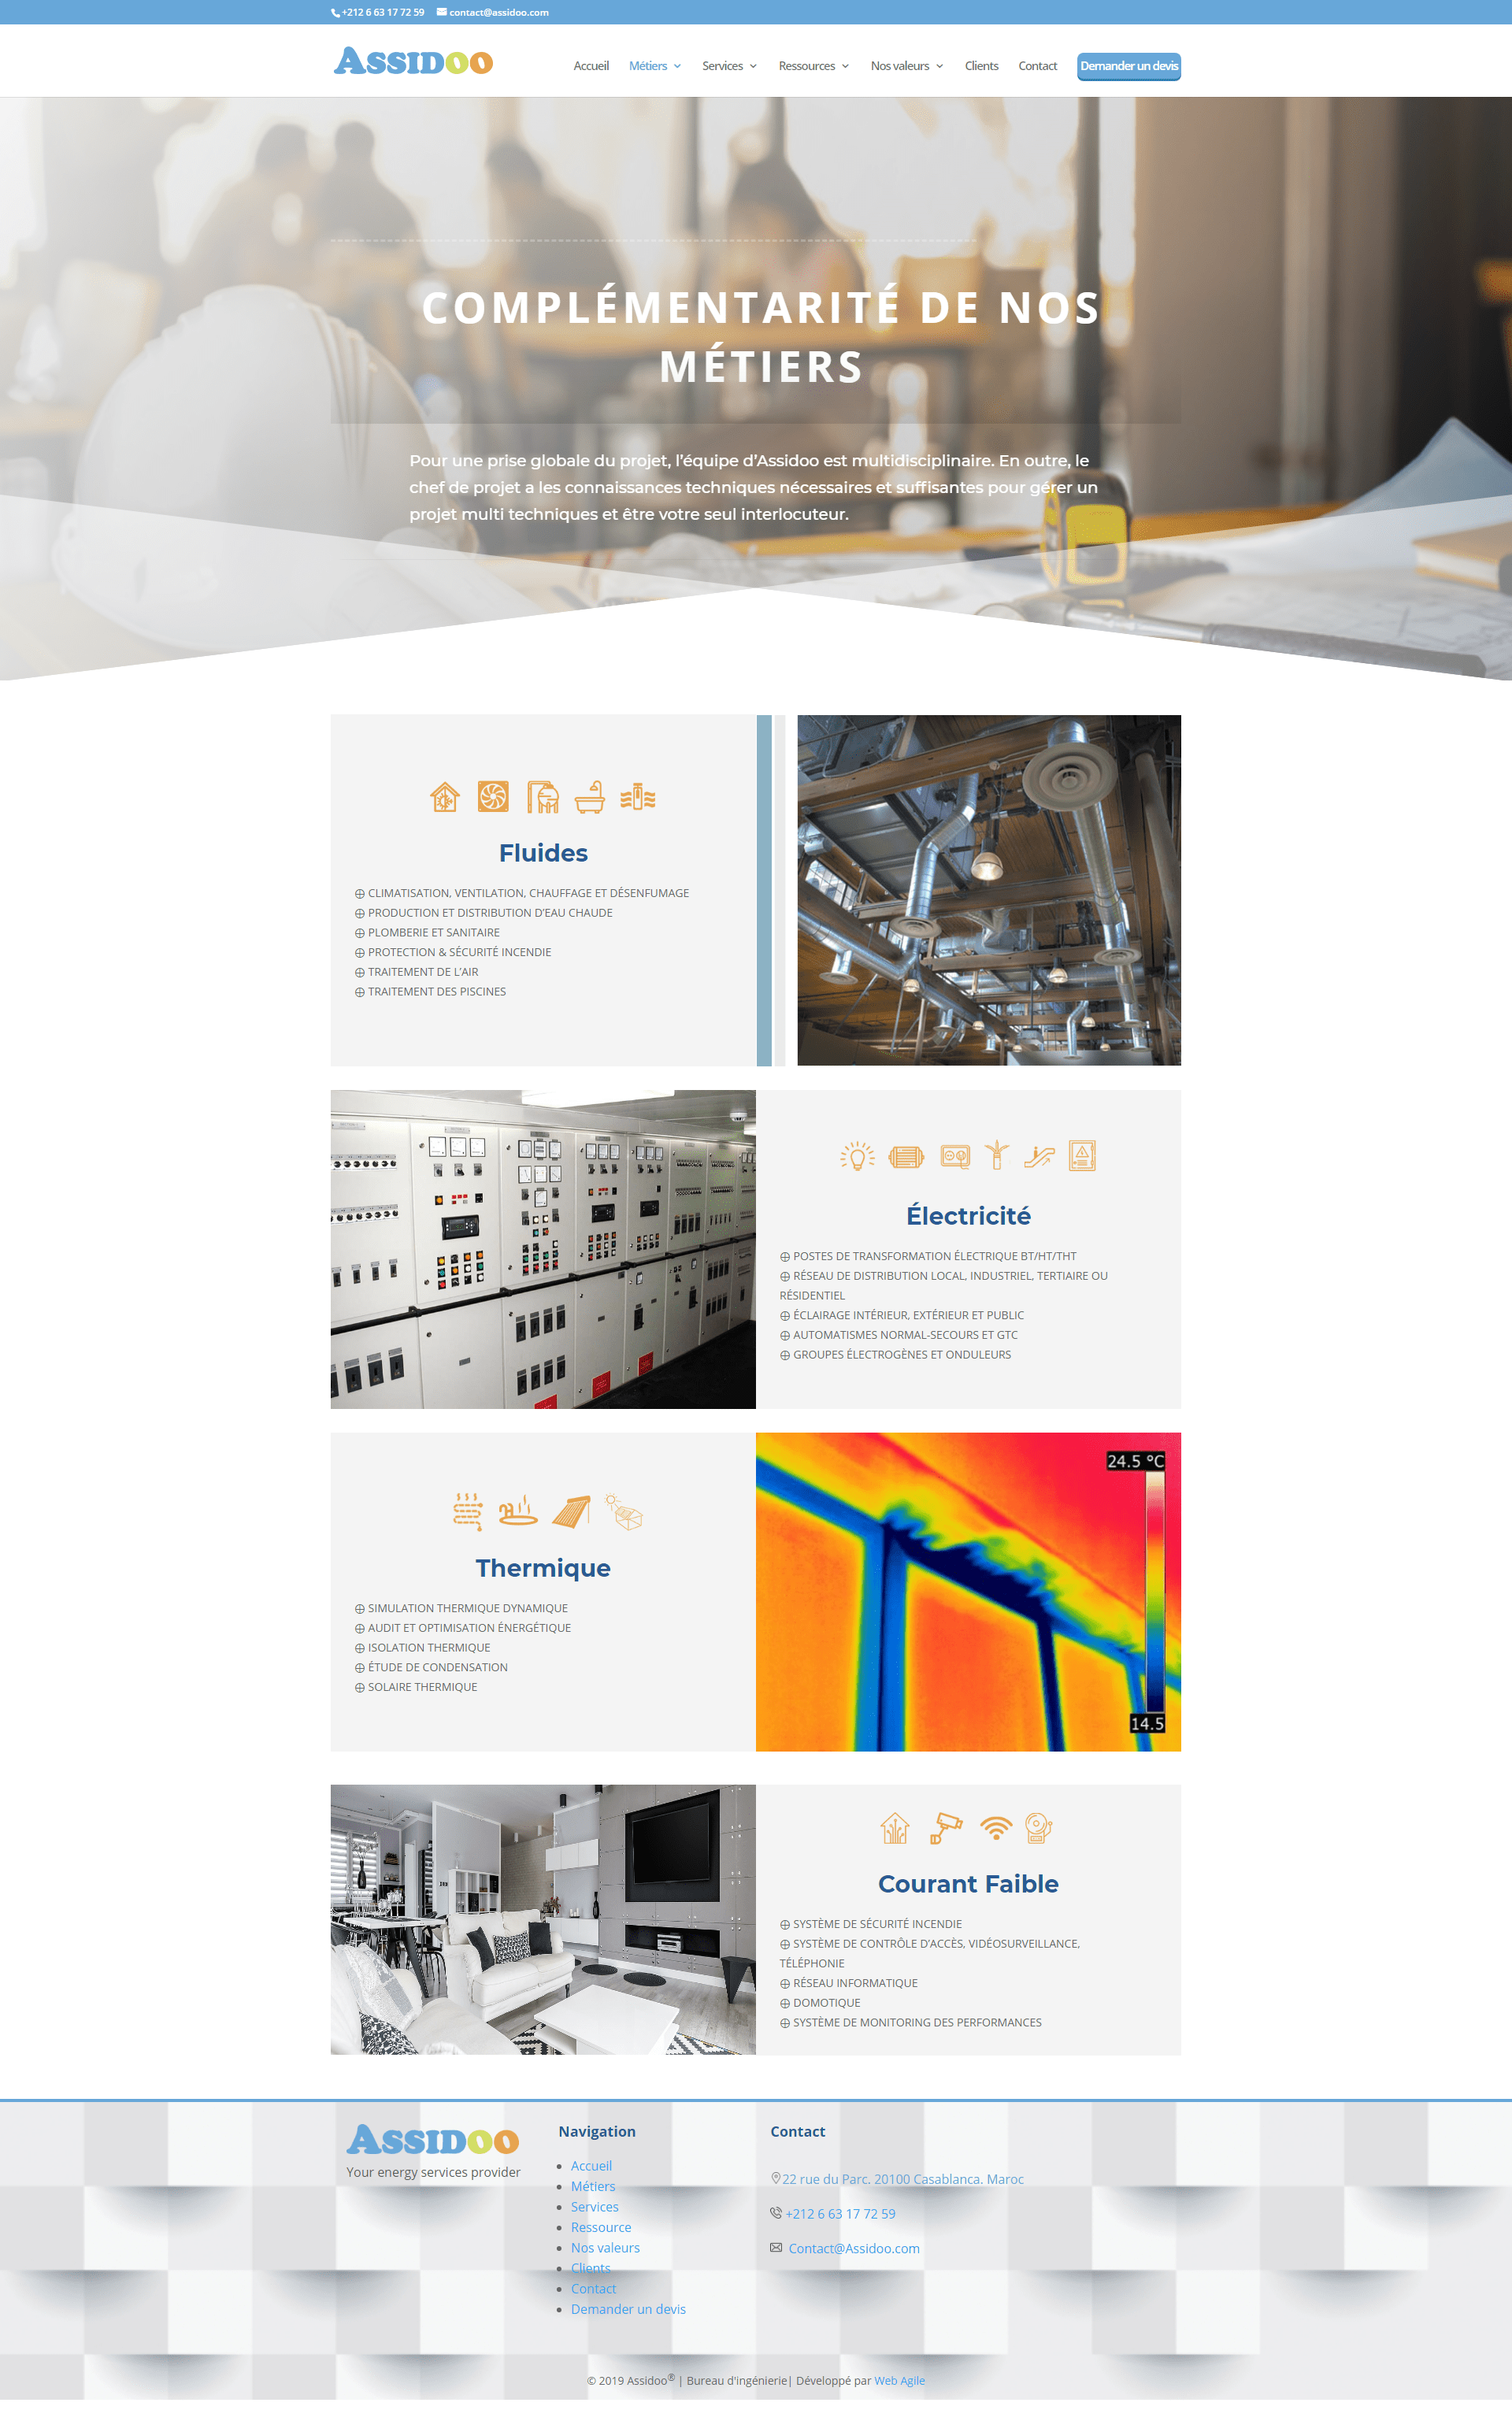 +212 6 63 17 72 59 contact@assidoo.com
ASSIDOO
Accueil Métiers Services Ressources Nos valeurs Clients Contact Demander un devis
COMPLÉMENTARITÉ DE NOS
MÉTIERS
Pour une prise globale du projet, l’équipe d’Assidoo est multidisciplinaire. En outre, le
chef de projet a les connaissances techniques nécessaires et suffisantes pour gérer un
projet multi techniques et être votre seul interlocuteur.
Fluides
CLIMATISATION, VENTILATION, CHAUFFAGE ET DÉSENFUMAGE
PRODUCTION ET DISTRIBUTION D’EAU CHAUDE
PLOMBERIE ET SANITAIRE
PROTECTION & SÉCURITÉ INCENDIE
TRAITEMENT DE L’AIR
TRAITEMENT DES PISCINES
Électricité
POSTES DE TRANSFORMATION ÉLECTRIQUE BT/HT/THT
RÉSEAU DE DISTRIBUTION LOCAL, INDUSTRIEL, TERTIAIRE OU
RÉSIDENTIEL
ÉCLAIRAGE INTÉRIEUR, EXTÉRIEUR ET PUBLIC
AUTOMATISMES NORMAL-SECOURS ET GTC
GROUPES ÉLECTROGÈNES ET ONDULEURS
Thermique
SIMULATION THERMIQUE DYNAMIQUE
AUDIT ET OPTIMISATION ÉNERGÉTIQUE
ISOLATION THERMIQUE
ÉTUDE DE CONDENSATION
SOLAIRE THERMIQUE
24.5 °C
14.5
Courant Faible
SYSTÈME DE SÉCURITÉ INCENDIE
SYSTÈME DE CONTRÔLE D’ACCÈS, VIDÉOSURVEILLANCE,
TÉLÉPHONIE
RÉSEAU INFORMATIQUE
DOMOTIQUE
SYSTÈME DE MONITORING DES PERFORMANCES
ASSIDOO
Your energy services provider
Navigation
Accueil
Métiers
Services
Ressource
Nos valeurs
Clients
Contact
Demander un devis
Contact
22 rue du Parc. 20100 Casablanca. Maroc
+212 6 63 17 72 59
Contact@Assidoo.com
© 2019 Assidoo® | Bureau d'ingénierie| Développé par Web Agile